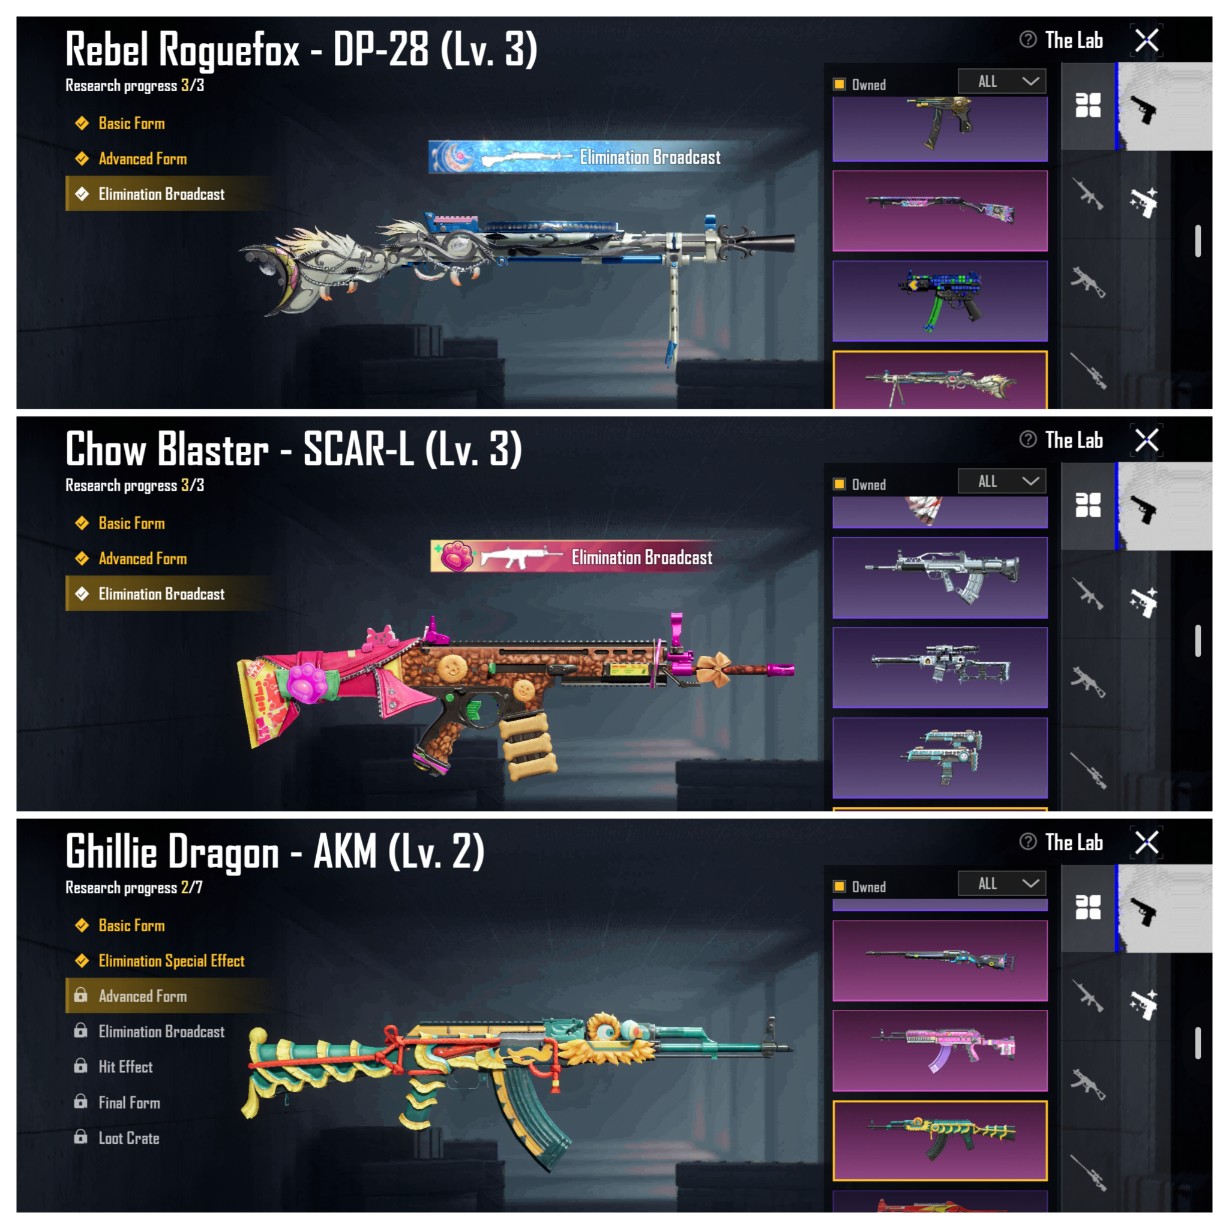 Rebel Roguefox - DP-28 (Lv. 3)
Research progress 3/3
Basic Form
Advanced Form
Elimination Broadcast
Elimination Broadcast
? The Lab
Owned
ALL
Chow Blaster - SCAR-L (Lv. 3)
Research progress 3/3
Basic Form
Advanced Form
Elimination Broadcast
Elimination Broadcast
? The Lab
Owned
ALL
Ghillie Dragon - AKM (Lv. 2)
Research progress 2/7
Basic Form
Elimination Special Effect
Advanced Form
Elimination Broadcast
Hit Effect
Final Form
Loot Crate
? The Lab
Owned
ALL